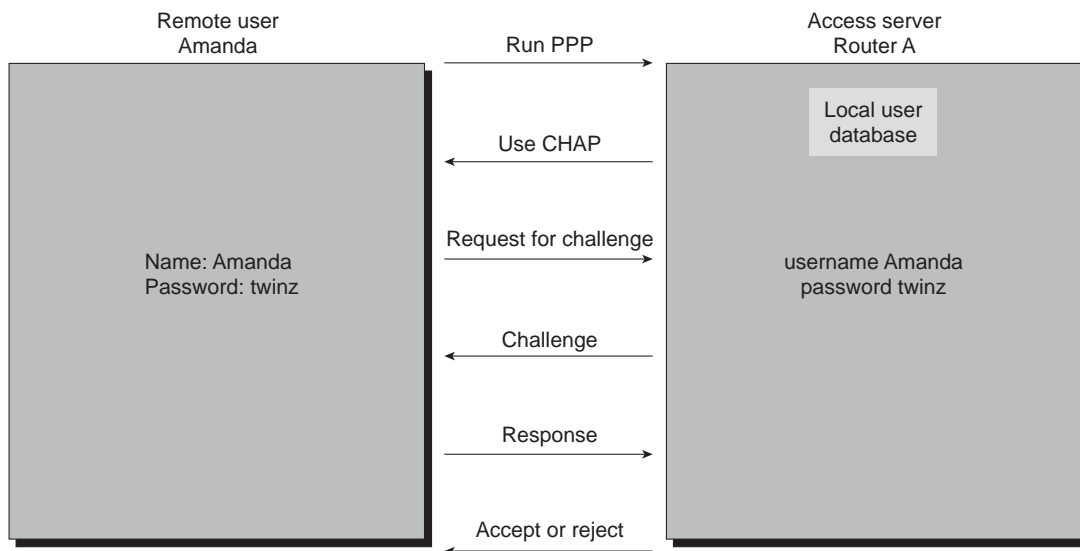 Remote user
Amanda
Access server
Router A
Run PPP
Local user
database
Use CHAP
Request for challenge
Name: Amanda
Password: twinz
username Amanda
password twinz
Challenge
Response
Accept or reject